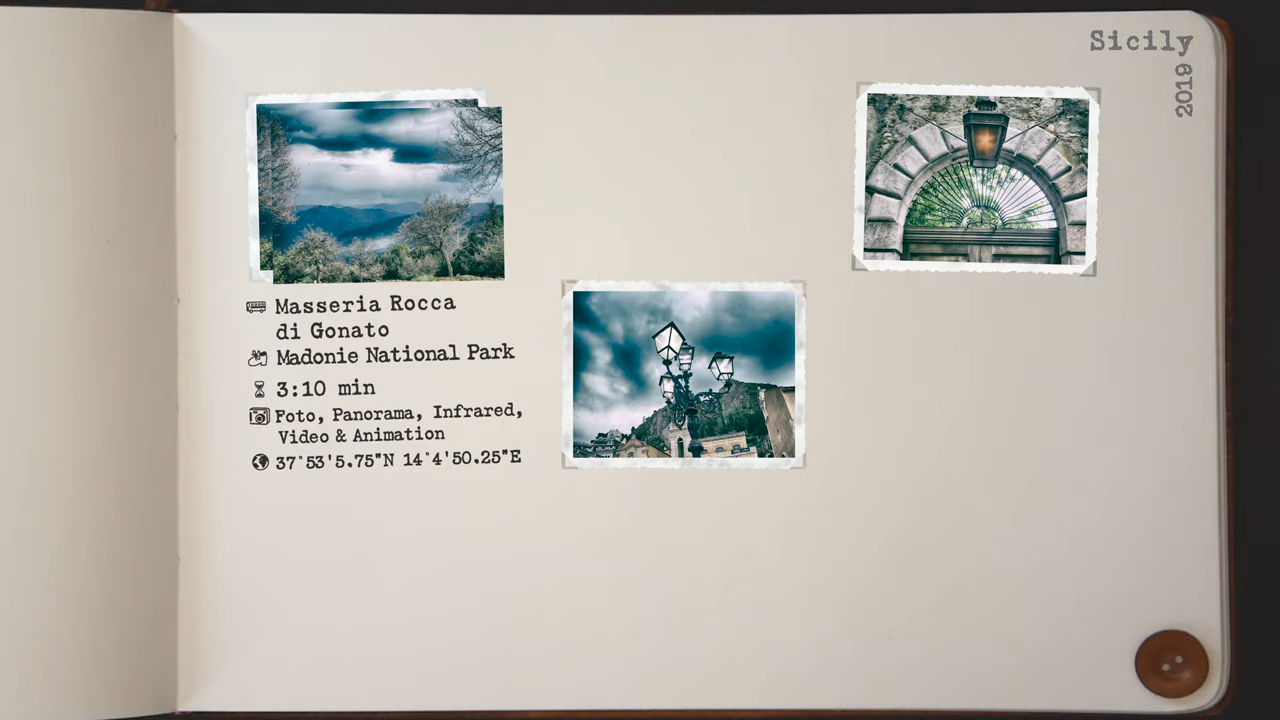 Sicily
2019
Masseria Rocca
di Gonato
Madonie National Park
3:10 min
Foto, Panorama, Infrared,
Video & Animation
37°53'5.75"N 14°4'50.25"E